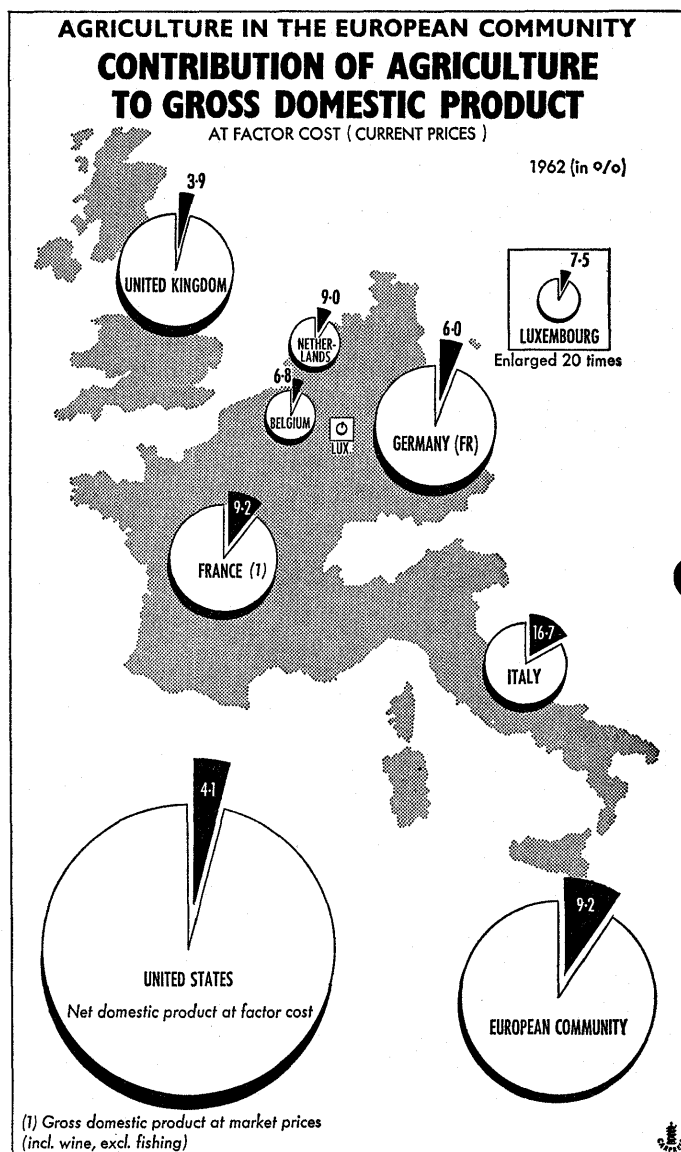 AGRICULTURE IN THE EUROPEAN COMMUNITY
CONTRIBUTION OF AGRICULTURE
TO GROSS DOMESTIC PRODUCT
AT FACTOR COST ( CURRENT PRICES )
1962 (in o/o)
3·9
UNITED KINGDOM
7·5
LUXEMBOURG
Enlarged 20 times
9·0
NETHER-
LANDS
6·0
GERMANY (FR)
6·8
BELGIUM
LUX
9·2
FRANCE (1)
16·7
ITALY
4·1
UNITED STATES
Net domestic product at factor cost
9·2
EUROPEAN COMMUNITY
(1) Gross domestic product at market prices
(incl. wine, excl. fishing)